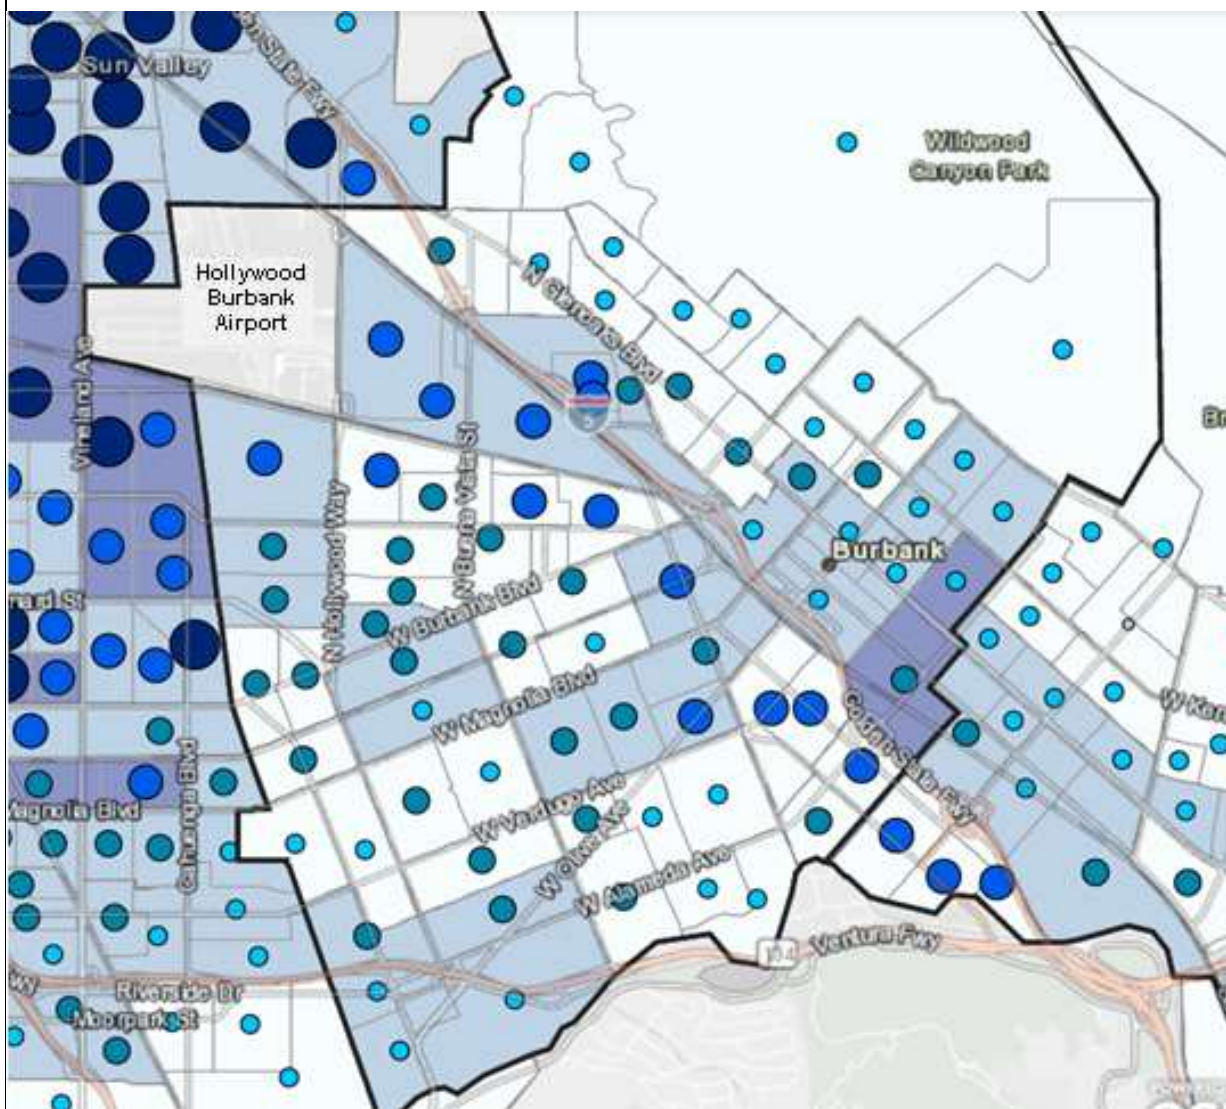 Sun Valley
Wildwood
Canyon Park
Hollywood
Burbank
Airport
N Glenoaks Blvd
Vineland Ave
N Hollywood Way
N Buena Vista St
Burbank
W Burbank Blvd
W Magnolia Blvd
Golden State Fwy
W Verdugo Ave
Magnolia Blvd
Cahuenga Blvd
W Olive Ave
W Alameda Ave
Ventura Fwy
Riverside Dr
Moorpark St